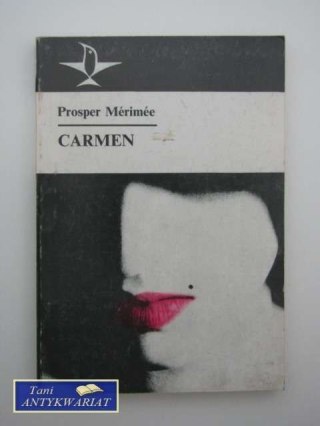 Prosper Mérimée
CARMEN
Tani
ANTYKWARIAT